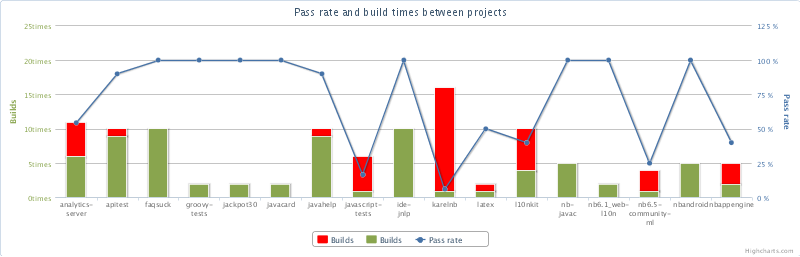 Pass rate and build times between projects
25times
20times
15times
10times
5times
0times
Builds
125 %
100 %
75 %
50 %
25 %
0 %
Pass rate
analytics-
server
apitest
faqsuck
groovy-
tests
jackpot30
javacard
javahelp
javascript-
tests
ide-
jnlp
karelnb
latex
l10nkit
nb-
javac
nb6.1_web-
l10n
nb6.5-
community-
ml
nbandroid
nbappengine
Builds
Builds
Pass rate
Highcharts.com